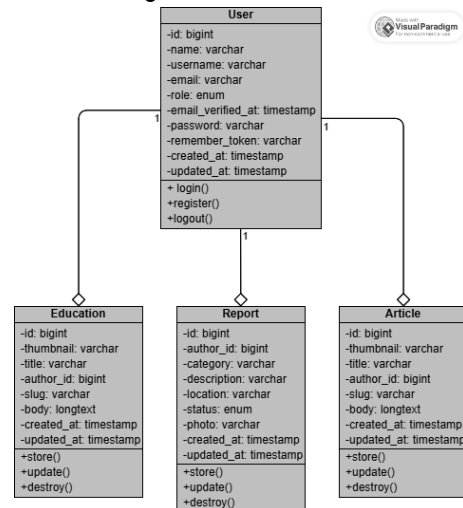 User
Made with
Visual Paradigm
For non-commercial use
-id: bigint
-name: varchar
-username: varchar
-email: varchar
-role: enum
-email_verified_at: timestamp
-password: varchar
-remember_token: varchar
-created_at: timestamp
-updated_at: timestamp
+ login()
+register()
+logout()
1
1
1
Education
-id: bigint
-thumbnail: varchar
-title: varchar
-author_id: bigint
-slug: varchar
-body: longtext
-created_at: timestamp
-updated_at: timestamp
+store()
+update()
+destroy()
Report
-id: bigint
-author_id: bigint
-category: varchar
-description: varchar
-location: varchar
-status: enum
-photo: varchar
-created_at: timestamp
-updated_at: timestamp
+store()
+update()
+destroy()
Article
-id: bigint
-thumbnail: varchar
-title: varchar
-author_id: bigint
-slug: varchar
-body: longtext
-created_at: timestamp
-updated_at: timestamp
+store()
+update()
+destroy()